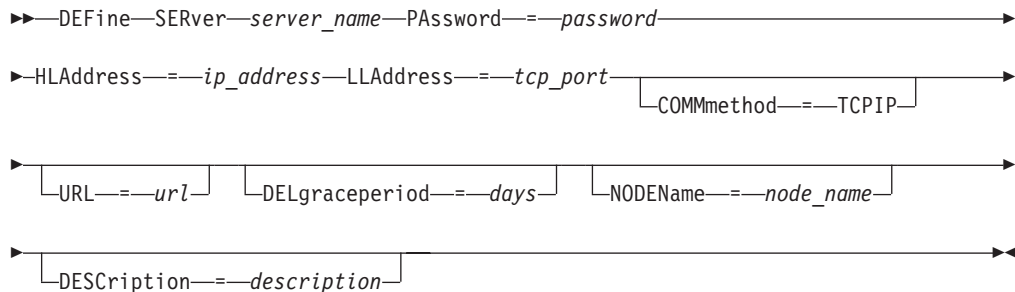 DEFine SERver server_name PAssword = password
HLAddress = ip_address LLAddress = tcp_port
COMMmethod = TCPIP
URL = url DELgraceperiod = days NODEName = node_name
DESCription = description